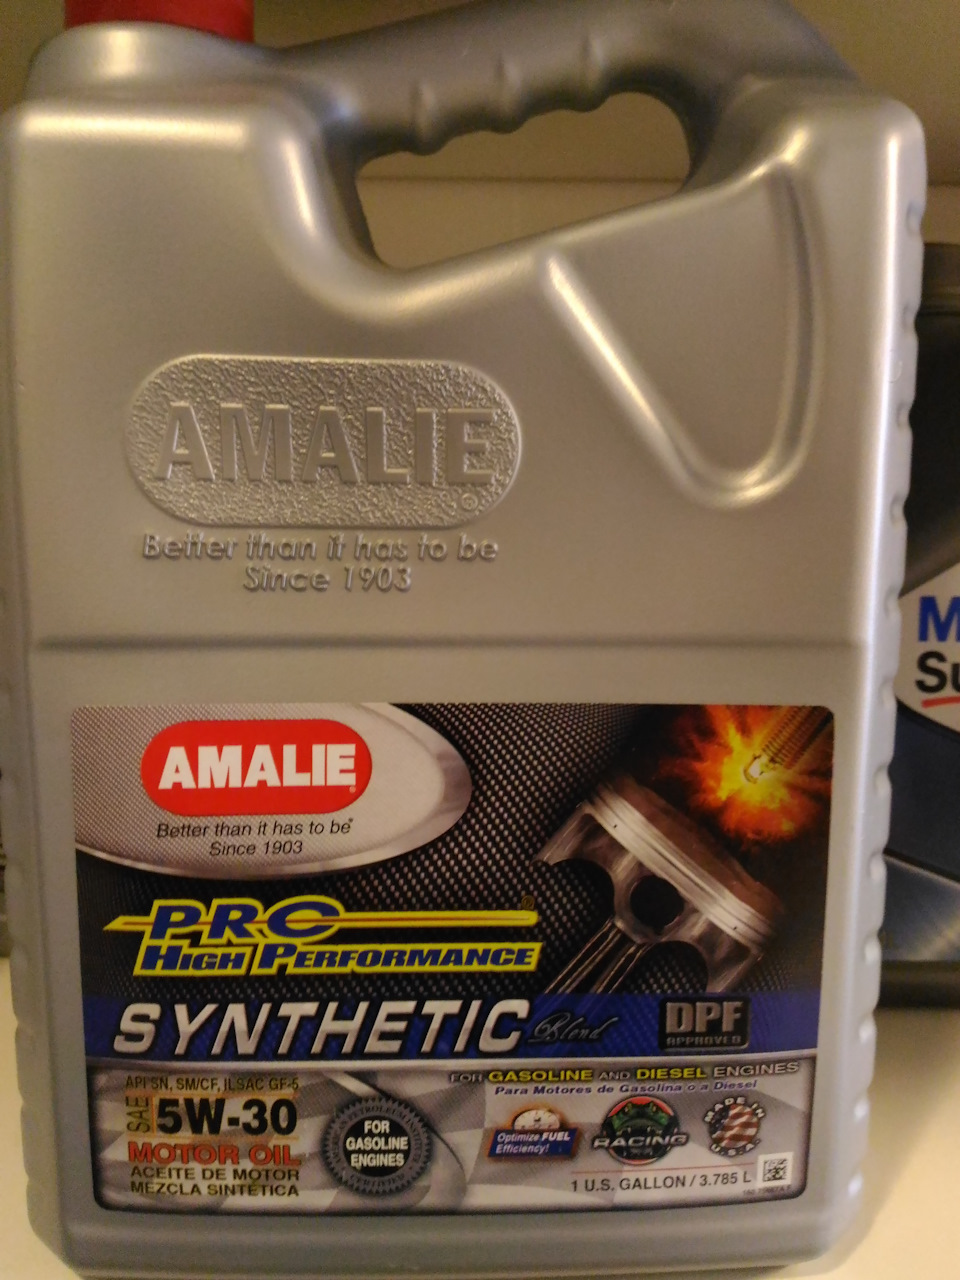 AMALIE
Better than it has to be
Since 1903
AMALIE
Better than it has to be®
Since 1903
PRO ®
HIGH PERFORMANCE
SYNTHETIC Blend
DPF
APPROVED
API SN, SM/CF, ILSAC GF-5
SAE 5W-30
MOTOR OIL
ACEITE DE MOTOR
MEZCLA SINTÉTICA
FOR
GASOLINE
ENGINES
FOR GASOLINE AND DIESEL ENGINES
Para Motores de Gasolina o a Diesel
Optimize FUEL
Efficiency!
RACING
MADE IN
U.S.A.
1 U.S. GALLON / 3.785 L
M
Su